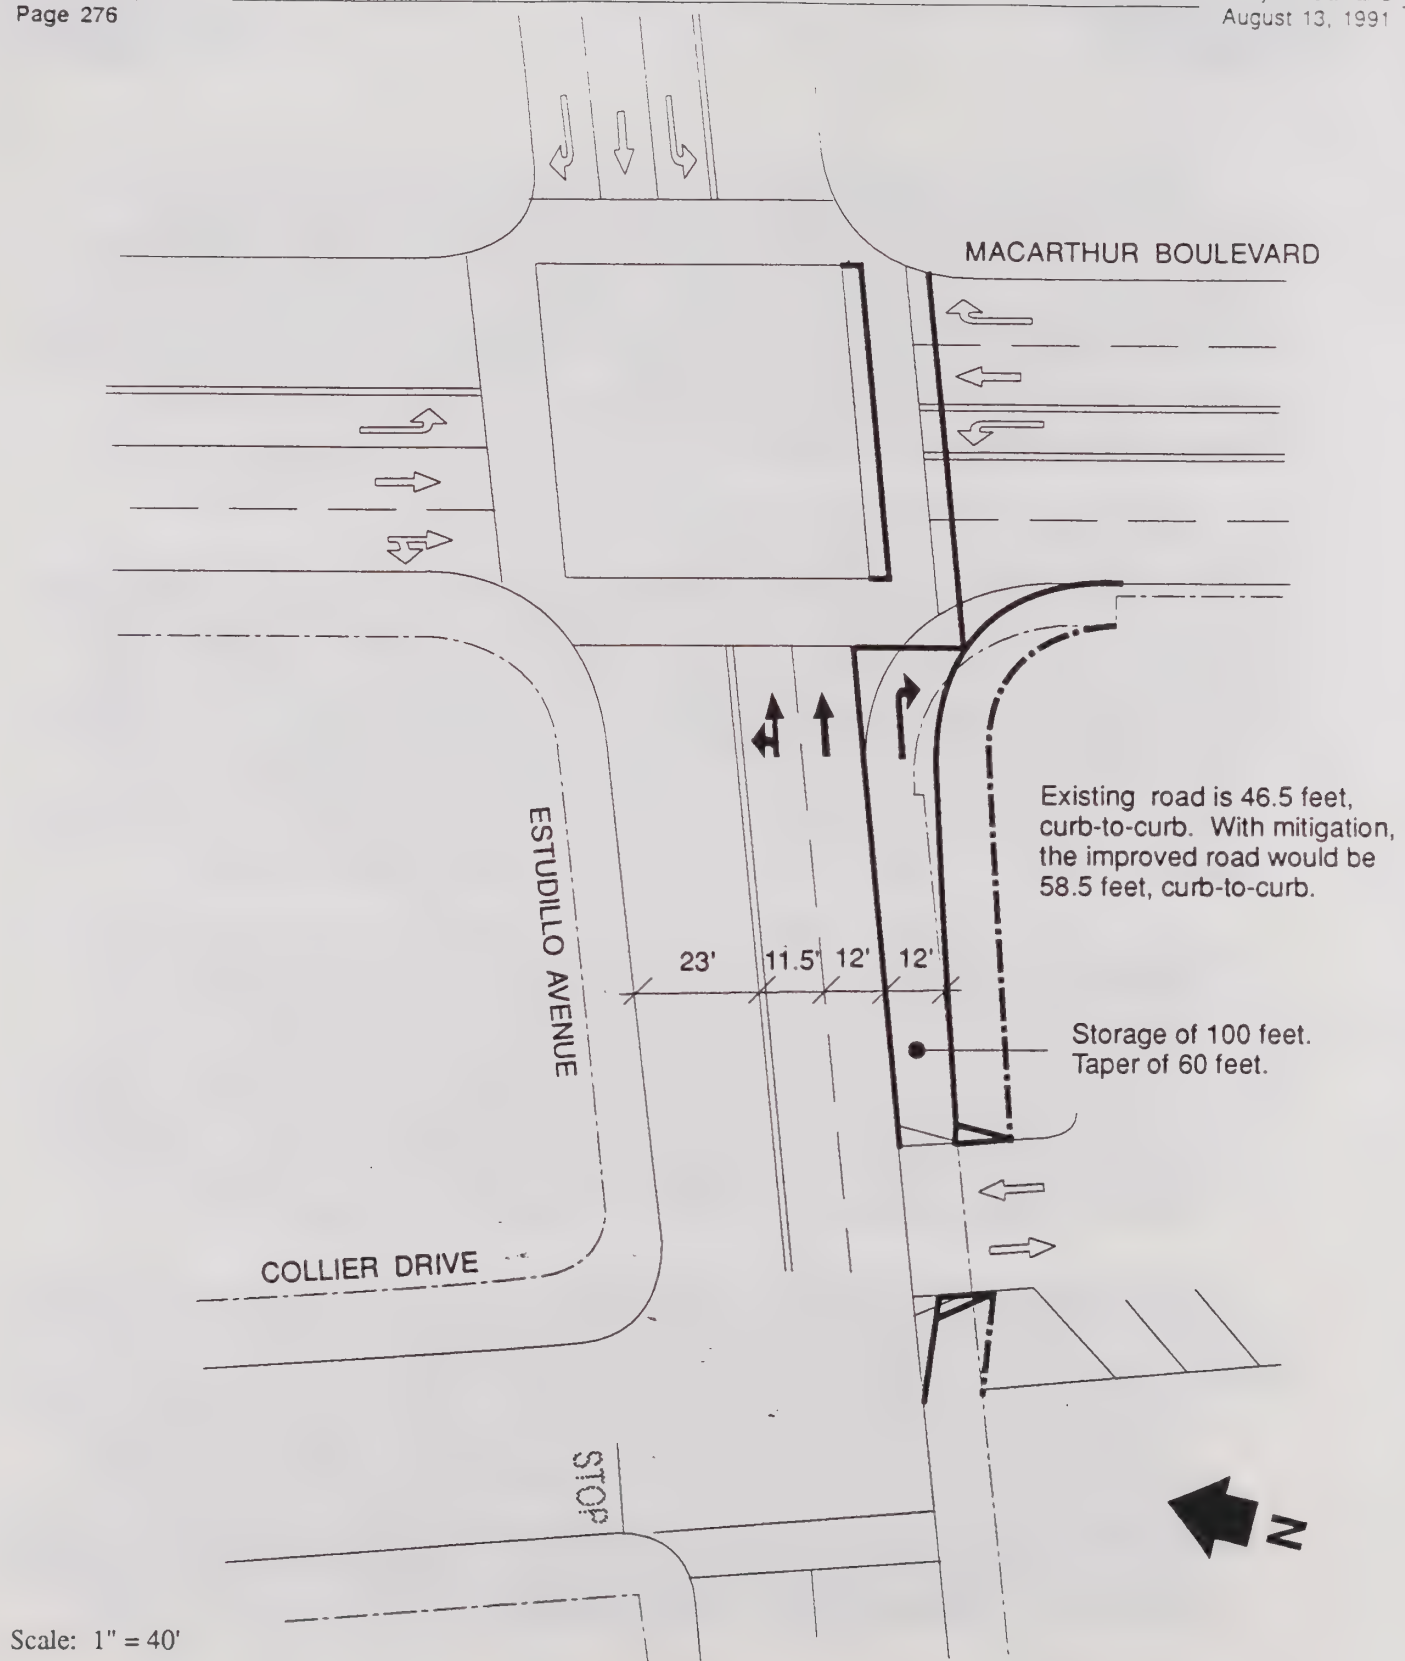 Page 276
August 13, 1991
MACARTHUR BOULEVARD
Existing road is 46.5 feet,
curb-to-curb. With mitigation,
the improved road would be
58.5 feet, curb-to-curb.
ESTUDILLO AVENUE
23' 11.5' 12' 12'
Storage of 100 feet.
Taper of 60 feet.
COLLIER DRIVE
STOP
N
Scale: 1" = 40'